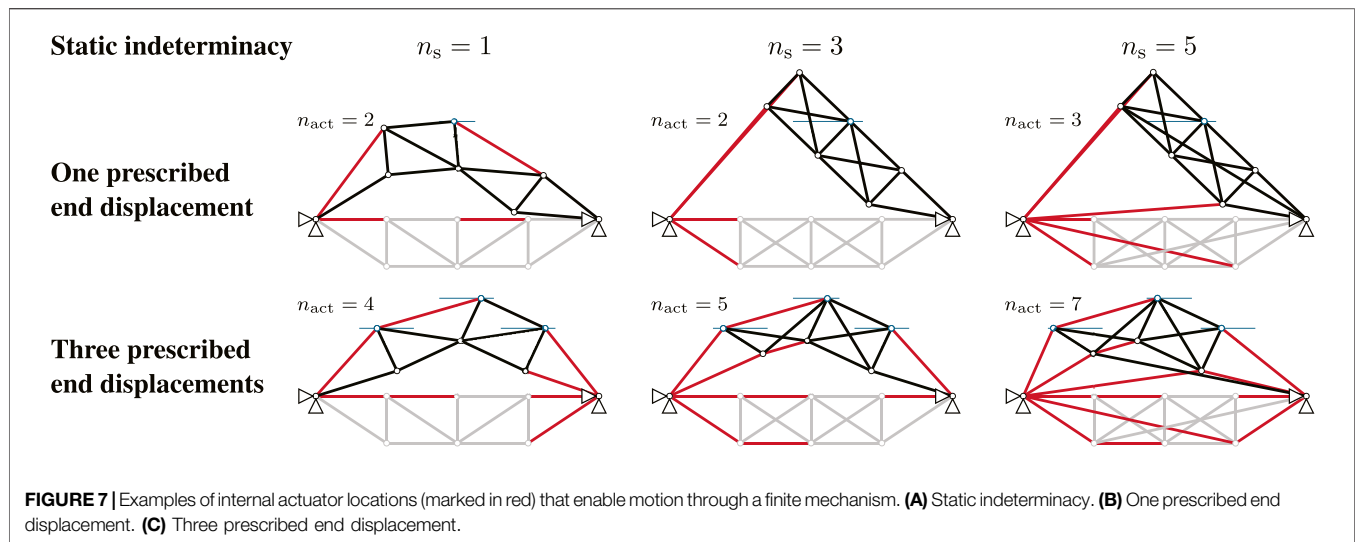 Static indeterminacy
n_s = 1
n_s = 3
n_s = 5
One prescribed
end displacement
n_act = 2
n_act = 2
n_act = 3
Three prescribed
end displacements
n_act = 4
n_act = 5
n_act = 7
FIGURE 7 | Examples of internal actuator locations (marked in red) that enable motion through a finite mechanism. (A) Static indeterminacy. (B) One prescribed end
displacement. (C) Three prescribed end displacement.